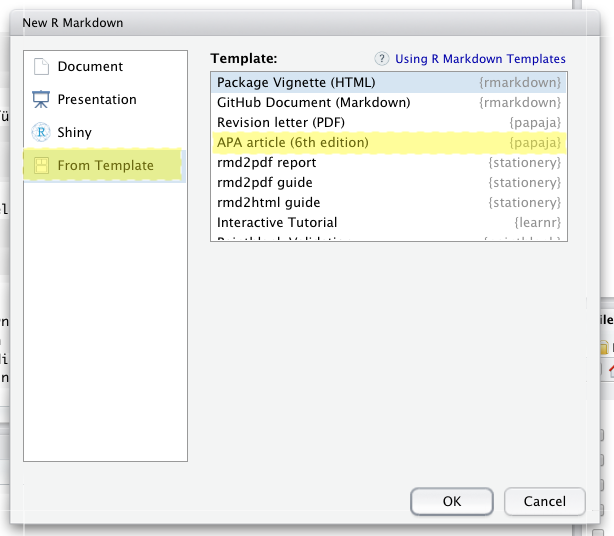 New R Markdown
Document
Presentation
Shiny
From Template
Template:
? Using R Markdown Templates
Package Vignette (HTML) {rmarkdown}
GitHub Document (Markdown) {rmarkdown}
Revision letter (PDF) {papaja}
APA article (6th edition) {papaja}
rmd2pdf report {stationery}
rmd2pdf guide {stationery}
rmd2html guide {stationery}
Interactive Tutorial {learnr}
OK
Cancel